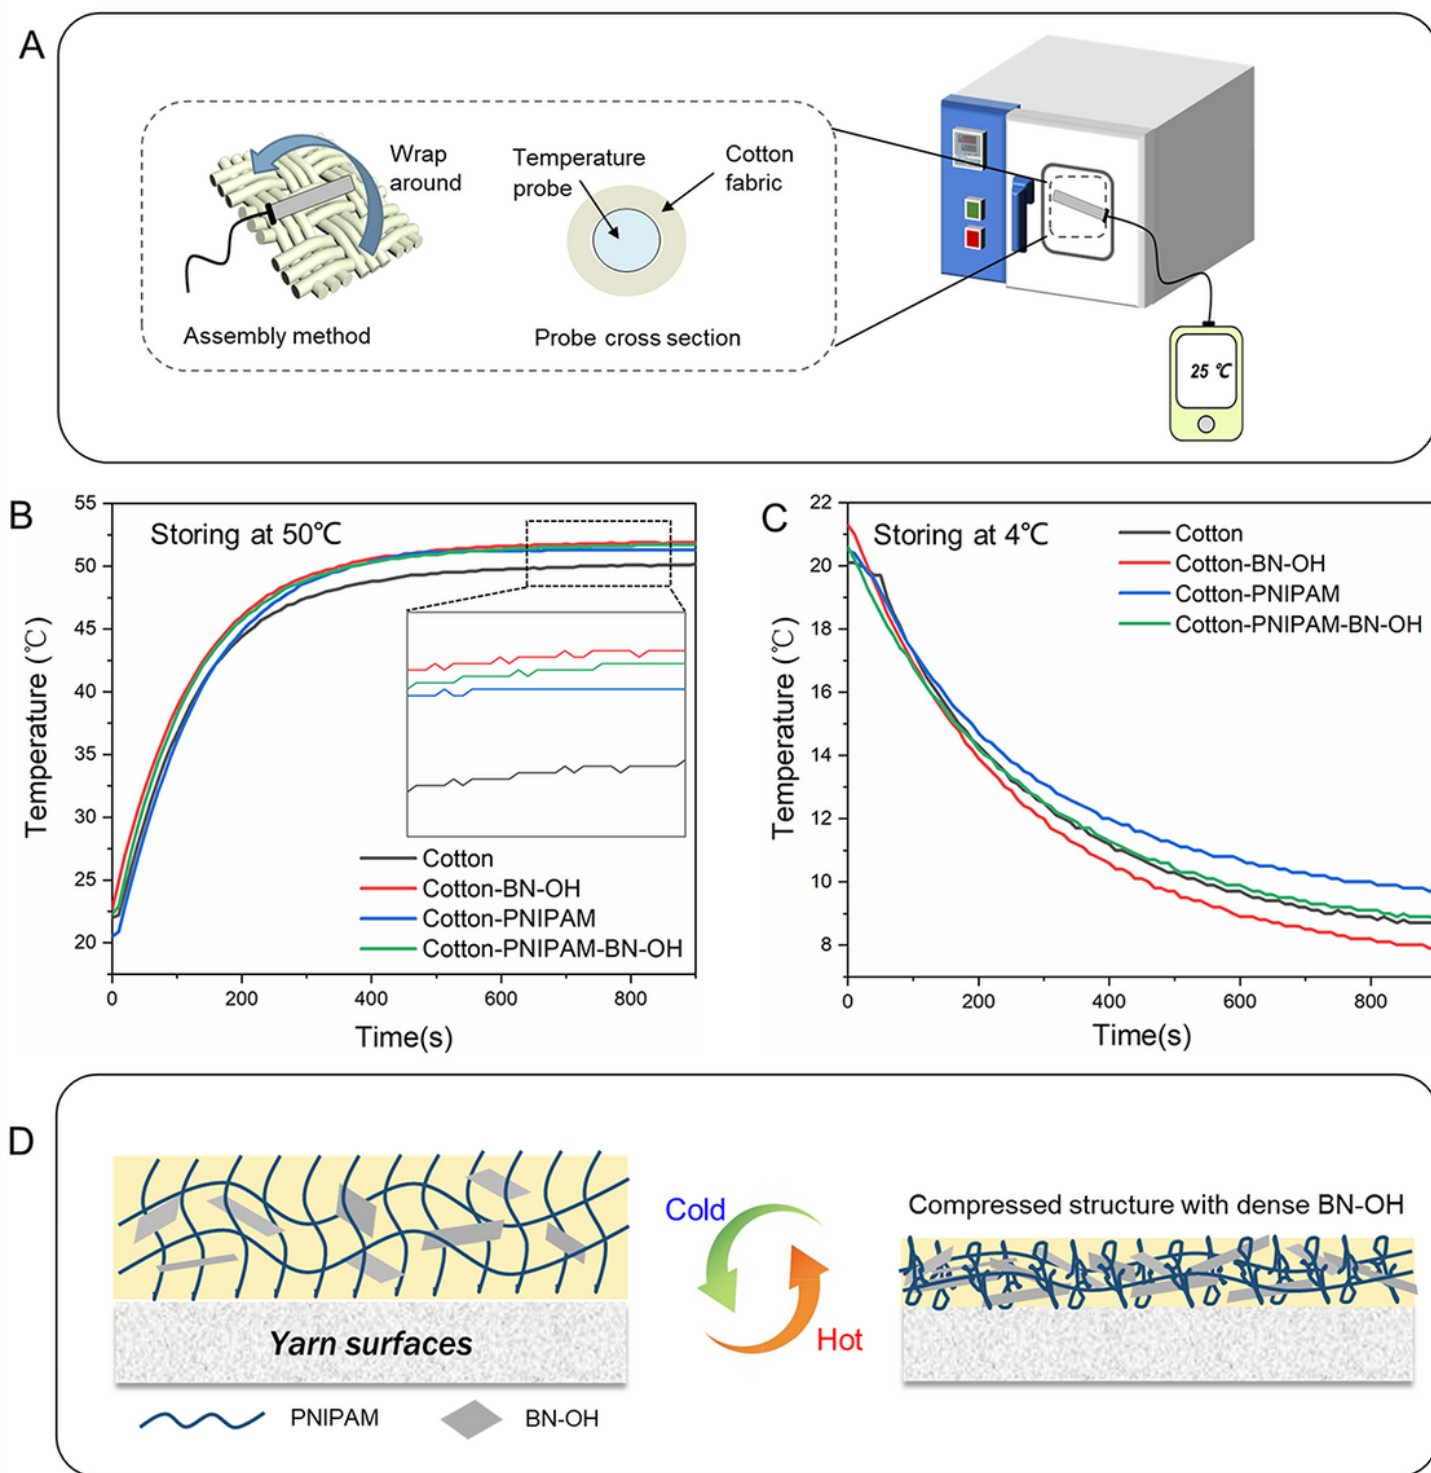 A
Wrap
around
Temperature
probe
Cotton
fabric
Assembly method
Probe cross section
25 ℃
B
Storing at 50℃
55
50
45
40
35
30
25
20
0
200
400
600
800
Temperature (℃)
Time(s)
Cotton
Cotton-BN-OH
Cotton-PNIPAM
Cotton-PNIPAM-BN-OH
C
Storing at 4℃
22
20
18
16
14
12
10
8
0
200
400
600
800
Temperature (℃)
Time(s)
Cotton
Cotton-BN-OH
Cotton-PNIPAM
Cotton-PNIPAM-BN-OH
D
Yarn surfaces
PNIPAM
BN-OH
Cold
Hot
Compressed structure with dense BN-OH